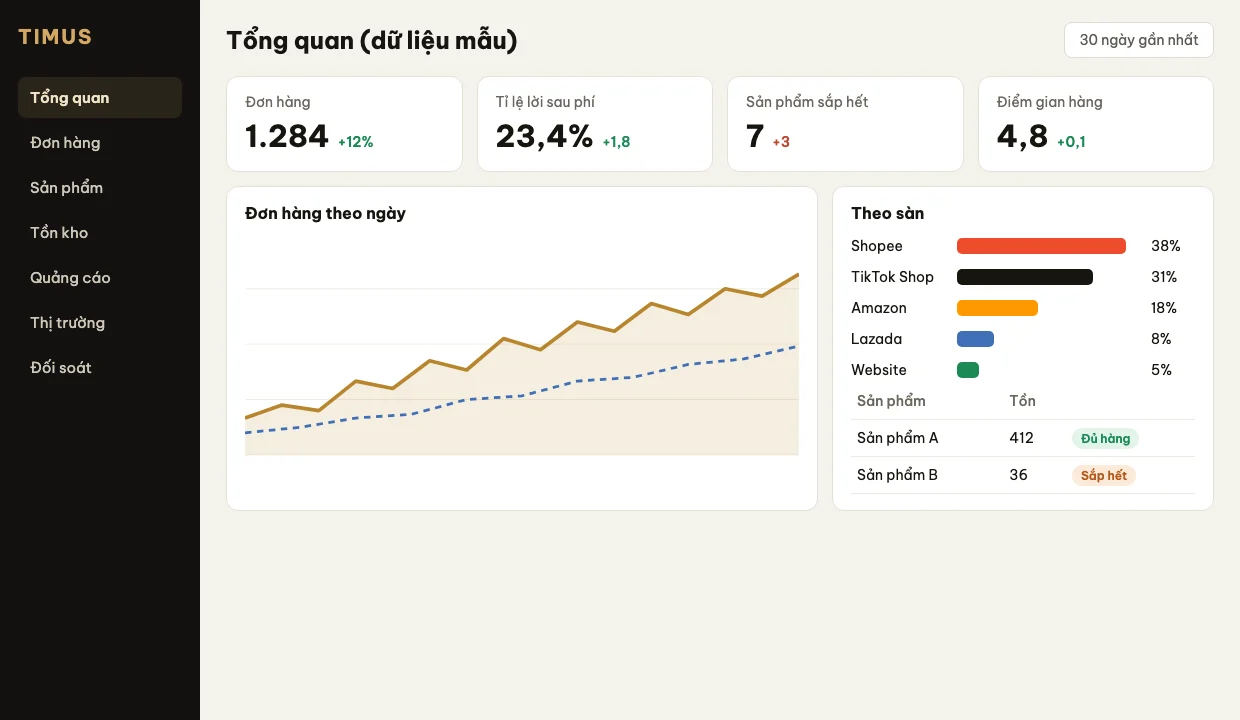 TIMUS
Tổng quan
Đơn hàng
Sản phẩm
Tồn kho
Quảng cáo
Thị trường
Đối soát
Tổng quan (dữ liệu mẫu)
30 ngày gần nhất
Đơn hàng
1.284 +12%
Tỉ lệ lời sau phí
23,4% +1,8
Sản phẩm sắp hết
7 +3
Điểm gian hàng
4,8 +0,1
Đơn hàng theo ngày
Theo sàn
Shopee 38%
TikTok Shop 31%
Amazon 18%
Lazada 8%
Website 5%
Sản phẩm Tồn
Sản phẩm A 412 Đủ hàng
Sản phẩm B 36 Sắp hết